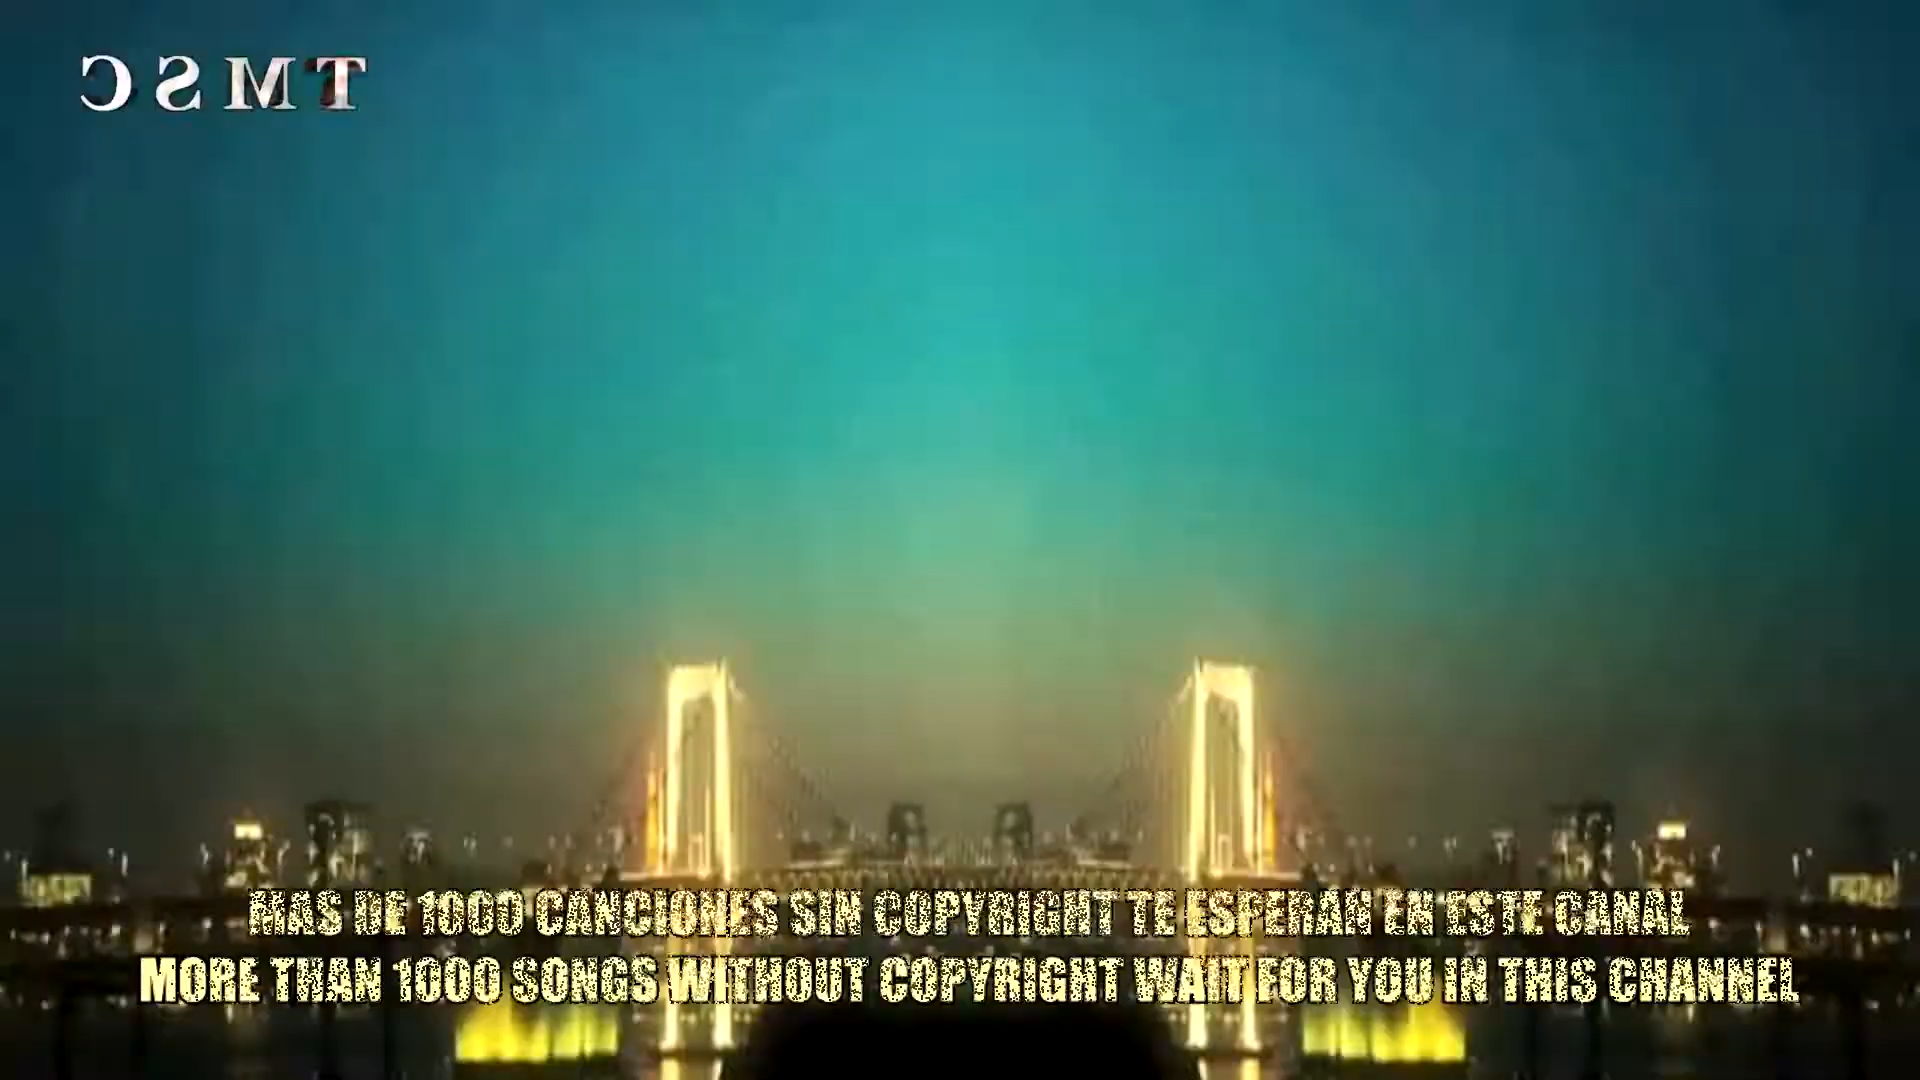 TMSC
MAS DE 1000 CANCIONES SIN COPYRIGHT TE ESPERAN EN ESTE CANAL
MORE THAN 1000 SONGS WITHOUT COPYRIGHT WAIT FOR YOU IN THIS CHANNEL